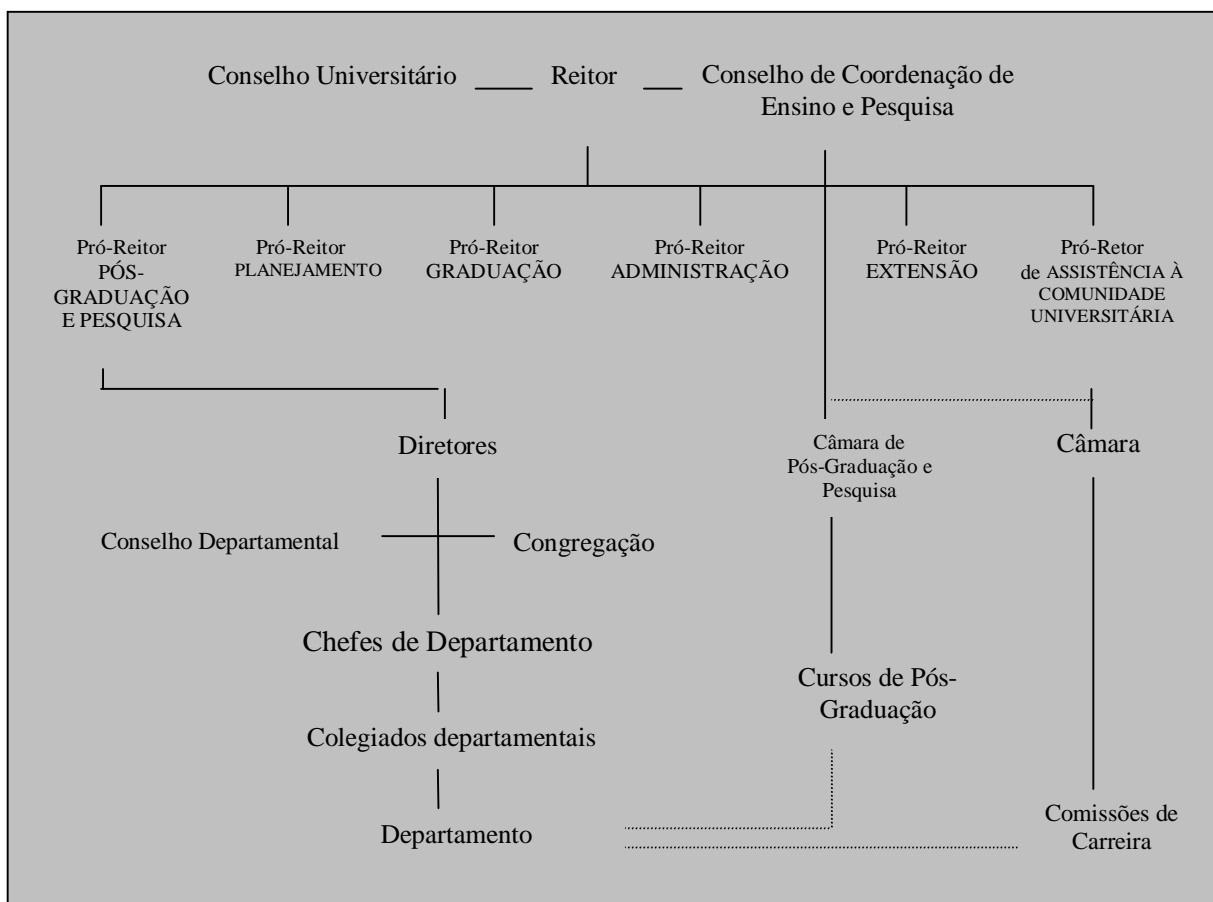 Conselho Universitário
Reitor
Conselho de Coordenação de
Ensino e Pesquisa
Pró-Reitor
PÓS-
GRADUAÇÃO
E PESQUISA
Pró-Reitor
PLANEJAMENTO
Pró-Reitor
GRADUAÇÃO
Pró-Reitor
ADMINISTRAÇÃO
Pró-Reitor
EXTENSÃO
Pró-Retor
de ASSISTÊNCIA À
COMUNIDADE
UNIVERSITÁRIA
Diretores
Câmara de
Pós-Graduação e
Pesquisa
Câmara
Conselho Departamental
Congregação
Chefes de Departamento
Cursos de Pós-
Graduação
Colegiados departamentais
Departamento
Comissões de
Carreira